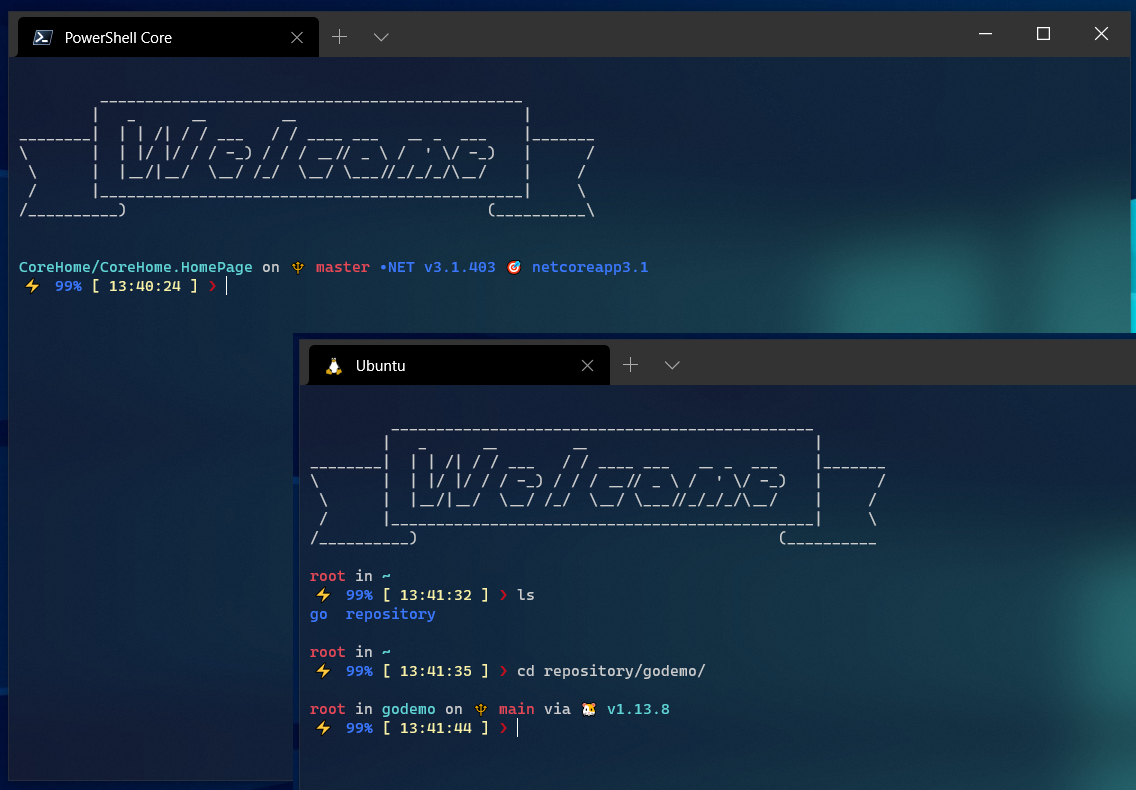 PowerShell Core
Welcome
CoreHome/CoreHome.HomePage on master •NET v3.1.403 🎯 netcoreapp3.1
⚡ 99% [ 13:40:24 ] ❯
Ubuntu
Welcome
root in ~
⚡ 99% [ 13:41:32 ] ❯ ls
go repository
root in ~
⚡ 99% [ 13:41:35 ] ❯ cd repository/godemo/
root in godemo on main via 🐹 v1.13.8
⚡ 99% [ 13:41:44 ] ❯